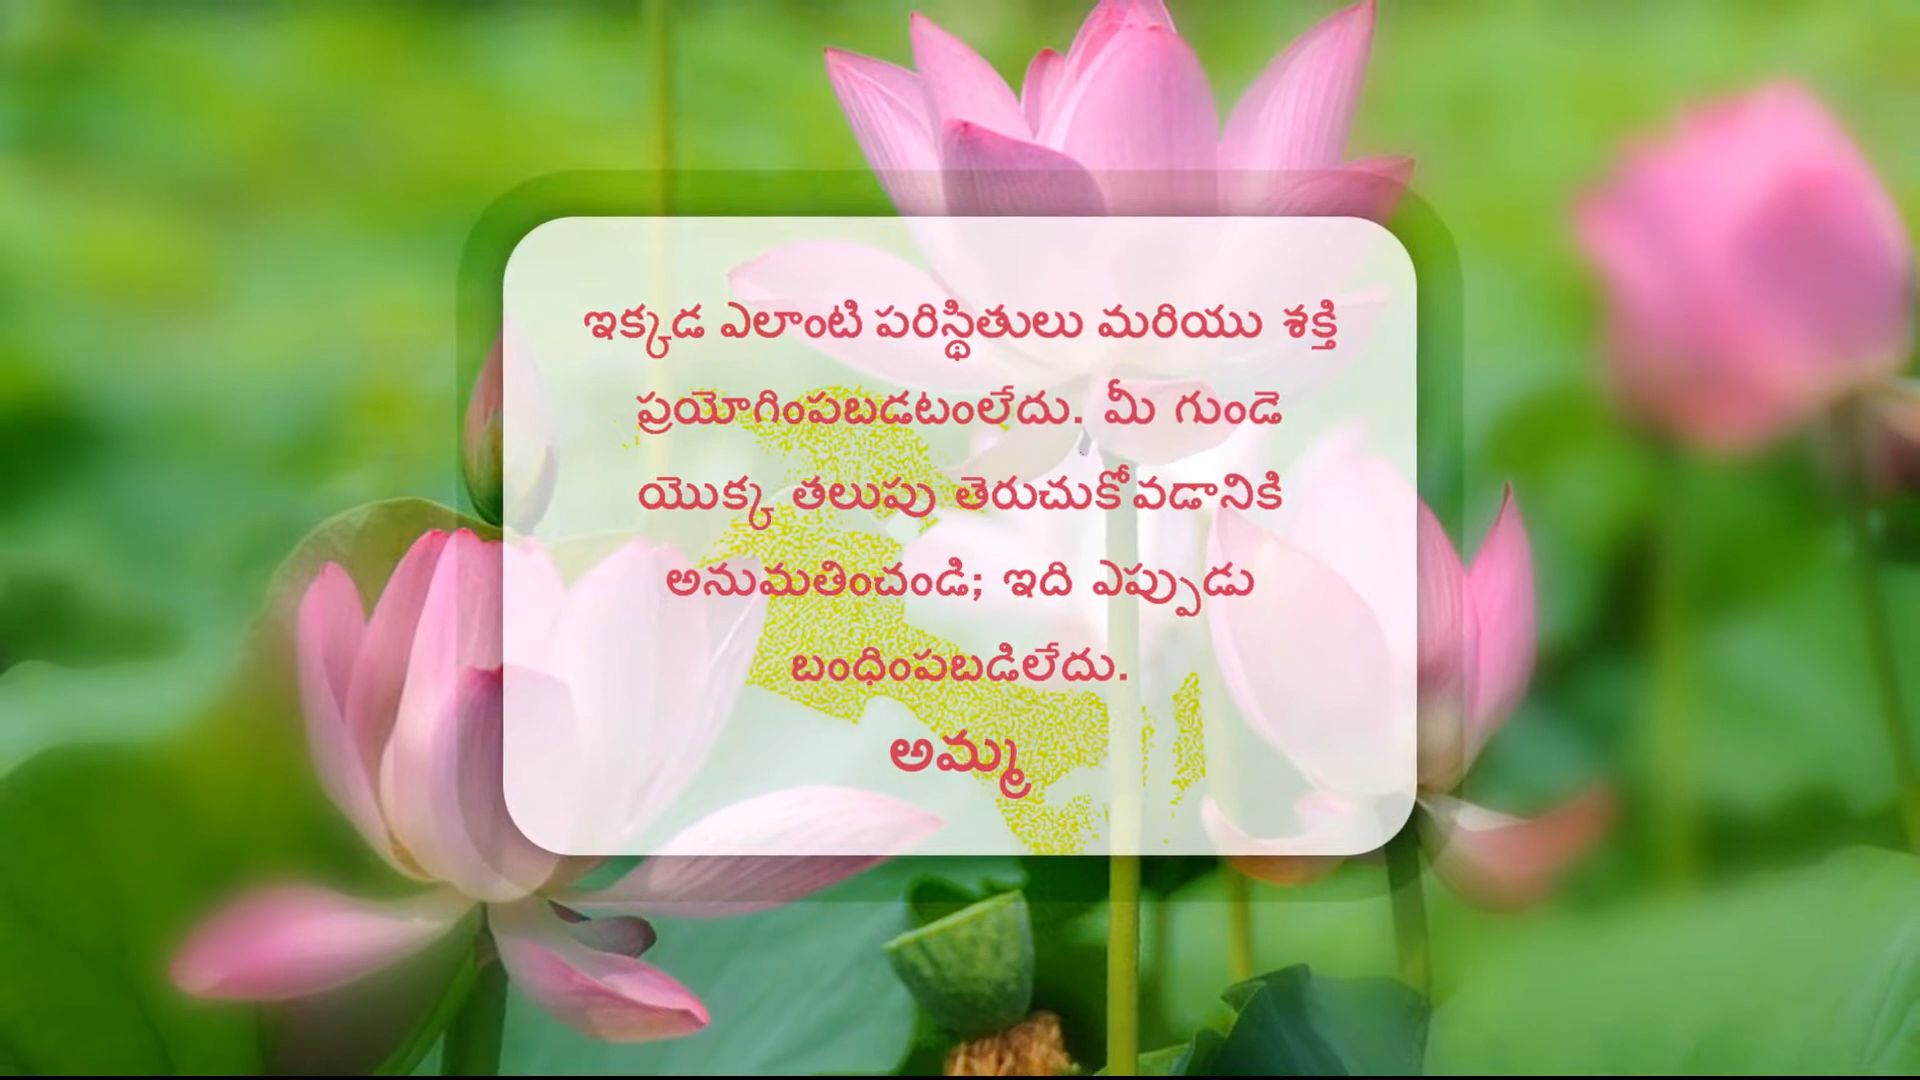 ఇక్కడ ఎలాంటి పరిస్థితులు మరియు శక్తి
ప్రయోగింపబడటంలేదు. మీ గుండె
యొక్క తలుపు తెరుచుకోవడానికి
అనుమతించండి; ఇది ఎప్పుడు
బంధింపబడిలేదు.
అమ్మ